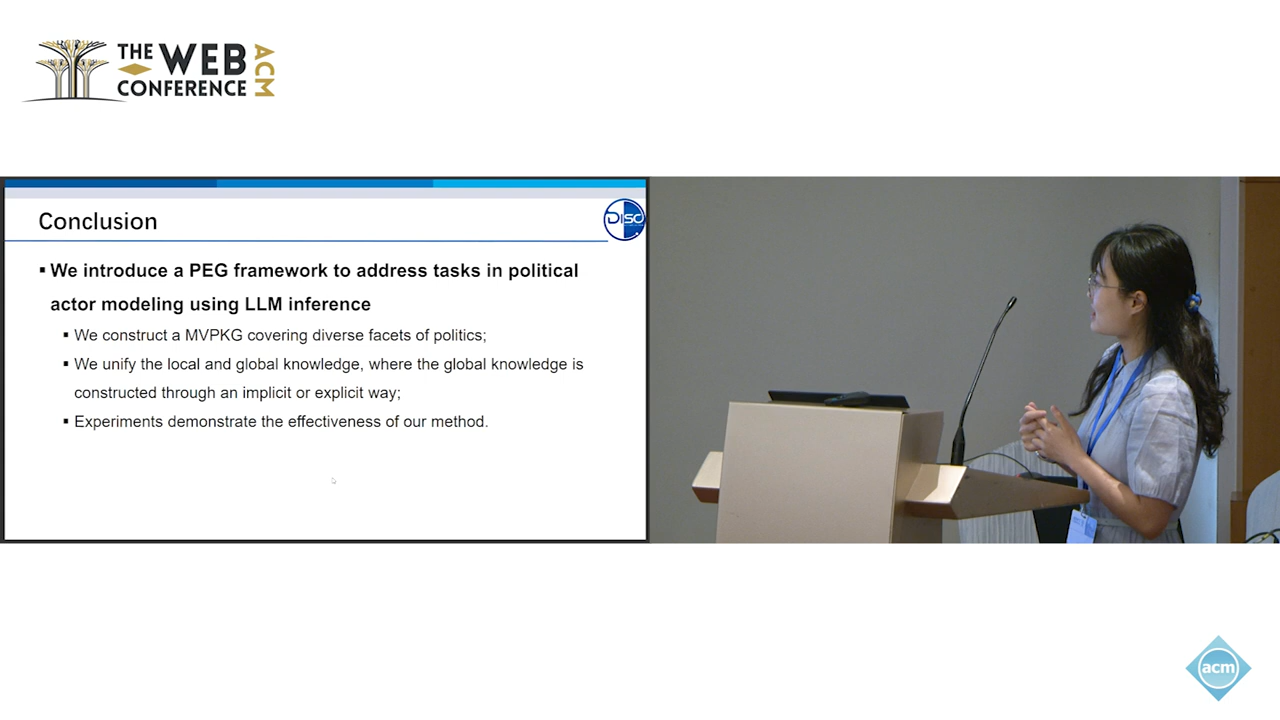 THE WEB
CONFERENCE
ACM
Conclusion
DISC
▪ We introduce a PEG framework to address tasks in political
actor modeling using LLM inference
▪ We construct a MVPKG covering diverse facets of politics;
▪ We unify the local and global knowledge, where the global knowledge is
constructed through an implicit or explicit way;
▪ Experiments demonstrate the effectiveness of our method.
acm